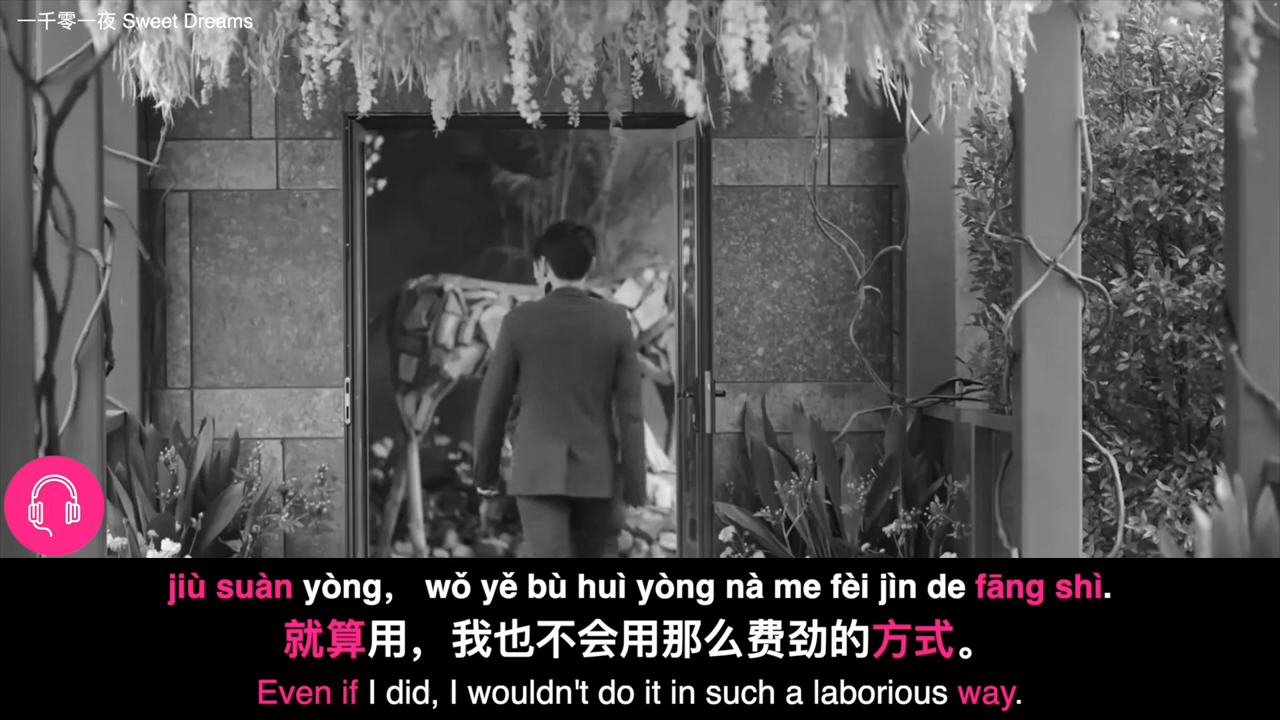 一千零一夜 Sweet Dreams
jiù suàn yòng， wǒ yě bù huì yòng nà me fèi jìn de fāng shì.
就算用，我也不会用那么费劲的方式。
Even if I did, I wouldn't do it in such a laborious way.